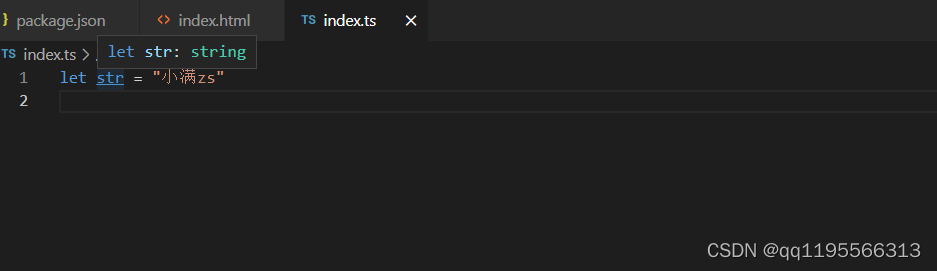 package.json index.html TS index.ts
TS index.ts
let str: string
1 let str = "小满zs"
2
CSDN @qq1195566313